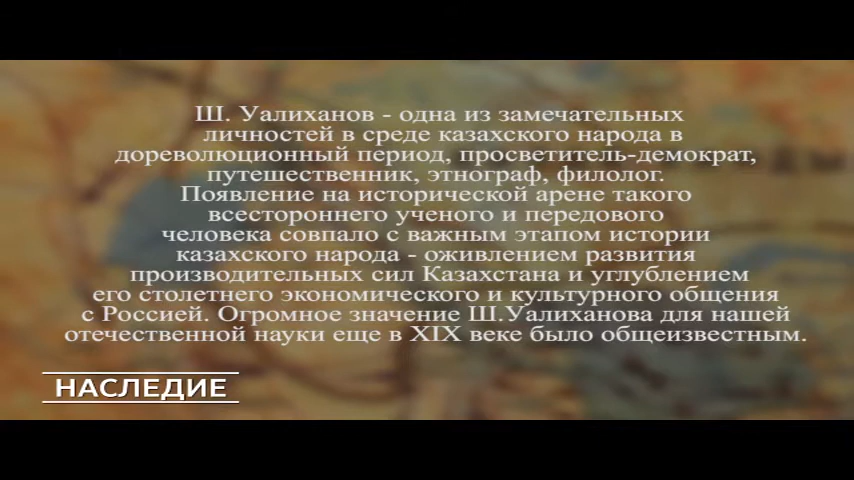 Ш. Уалиханов - одна из замечательных
личностей в среде казахского народа в
дореволюционный период, просветитель-демократ,
путешественник, этнограф, филолог.
Появление на исторической арене такого
всестороннего ученого и передового
человека совпало с важным этапом истории
казахского народа - оживлением развития
производительных сил Казахстана и углублением
его столетнего экономического и культурного общения
с Россией. Огромное значение Ш.Уалиханова для нашей
отечественной науки еще в XIX веке было общеизвестным.
НАСЛЕДИЕ